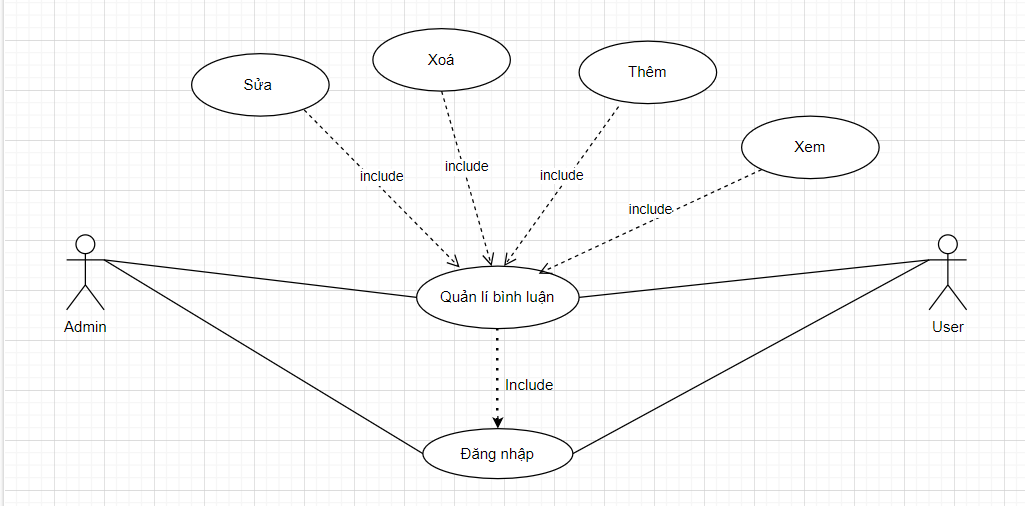 Sửa
Xoá
Thêm
Xem
include
include
include
include
Admin
Quản lí bình luận
User
Include
Đăng nhập